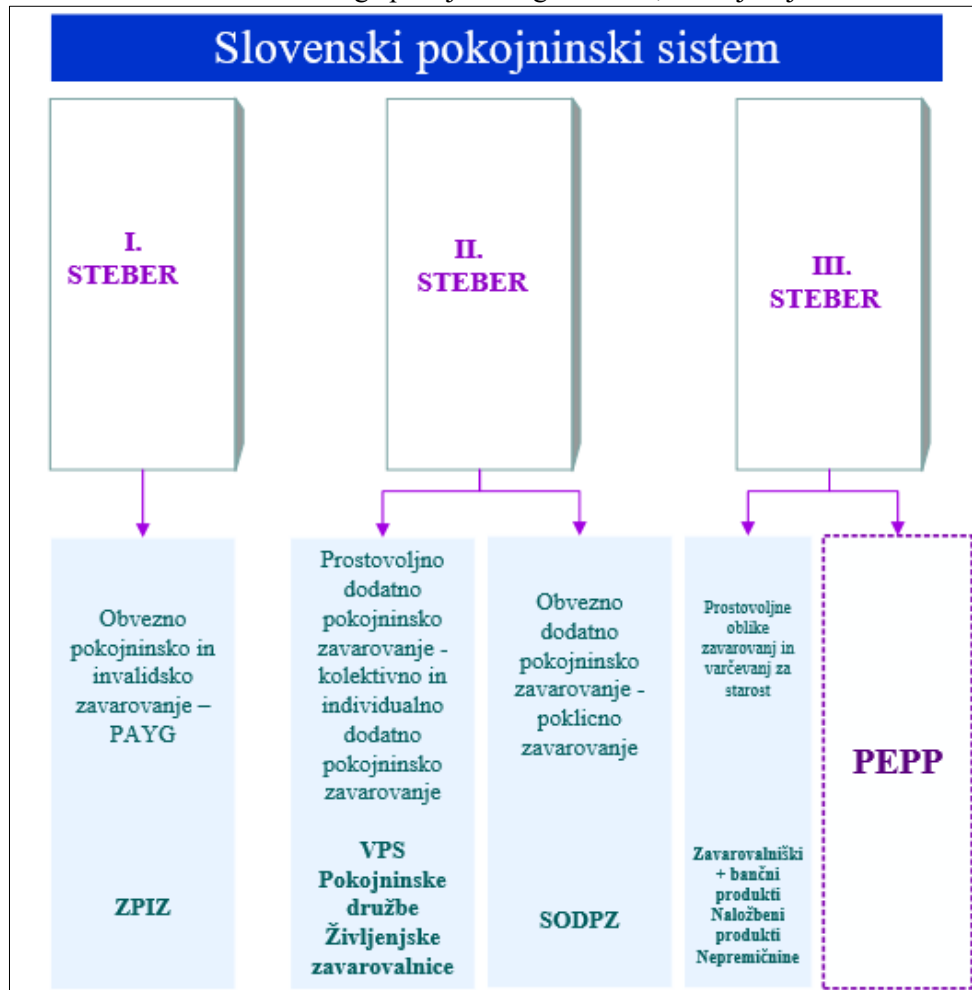 Slovenski pokojninski sistem
I.
STEBER
II.
STEBER
III.
STEBER
Obvezno
pokojninsko in
invalidsko
zavarovanje –
PAYG
ZPIZ
Prostovoljno
dodatno
pokojninsko
zavarovanje -
kolektivno in
individualno
dodatno
pokojninsko
zavarovanje
VPS
Pokojninske
družbe
Življenjske
zavarovalnice
Obvezno
dodatno
pokojninsko
zavarovanje -
poklicno
zavarovanje
SODPZ
Prostovoljne
oblike
zavarovanj in
varčevanj za
starost
Zavarovalniški
+ bančni
produkti
Naložbeni
produkti
Nepremičnine
PEPP